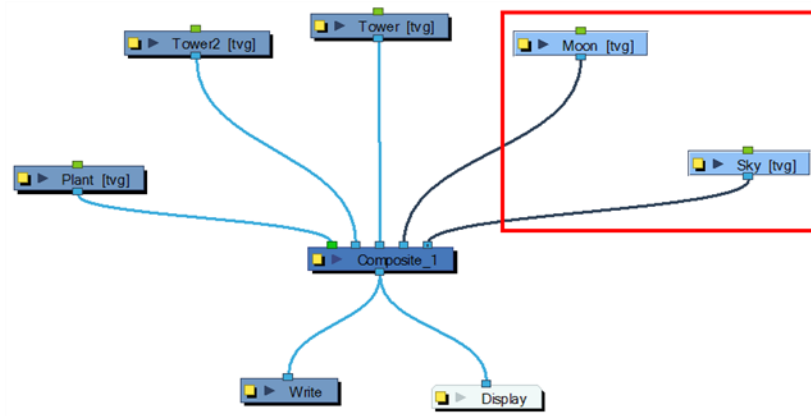 Tower2 [tvg]
Tower [tvg]
Moon [tvg]
Plant [tvg]
Sky [tvg]
Composite_1
Write
Display